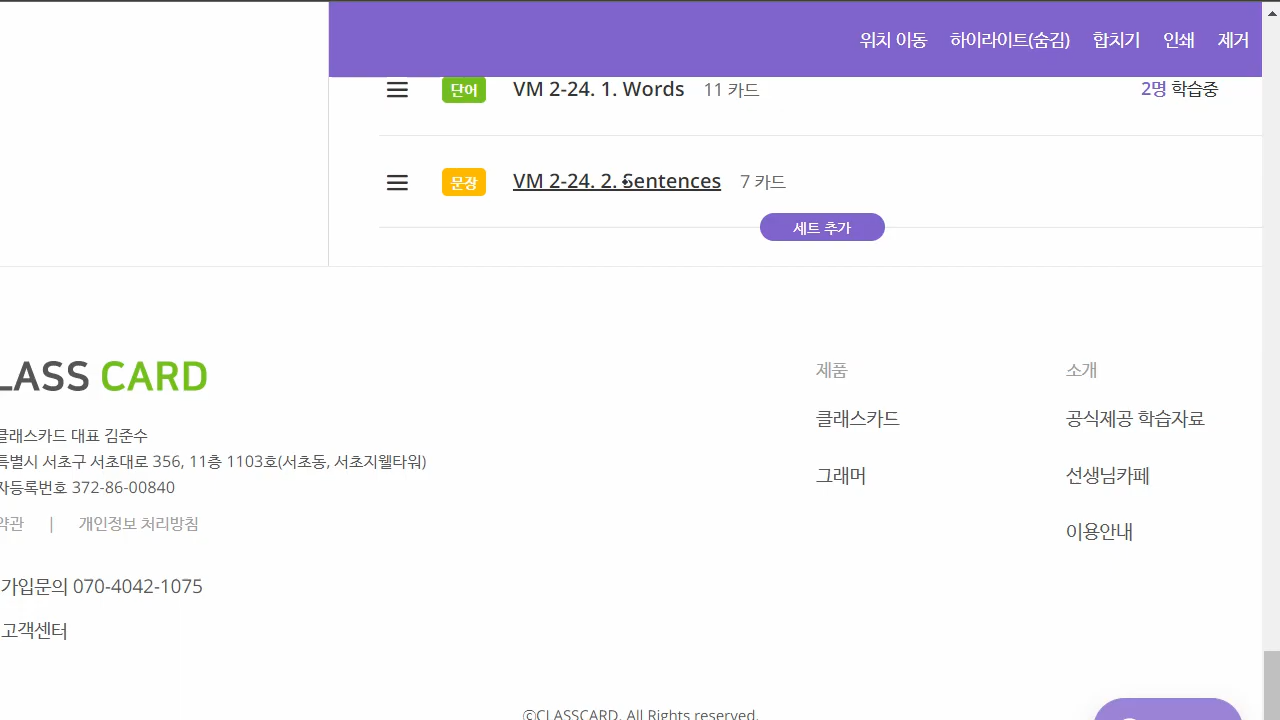 위치 이동 하이라이트(숨김) 합치기 인쇄 제거
단어 VM 2-24. 1. Words 11 카드 2명 학습중
문장 VM 2-24. 2. Sentences 7 카드
세트 추가
LASS CARD
제품 소개
클래스카드 공식제공 학습자료
클래스카드 대표 김준수
특별시 서초구 서초대로 356, 11층 1103호(서초동, 서초지웰타워)
그래머 선생님카페
자등록번호 372-86-00840
약관 | 개인정보 처리방침
이용안내
가입문의 070-4042-1075
고객센터
©CLASSCARD. All Rights reserved.